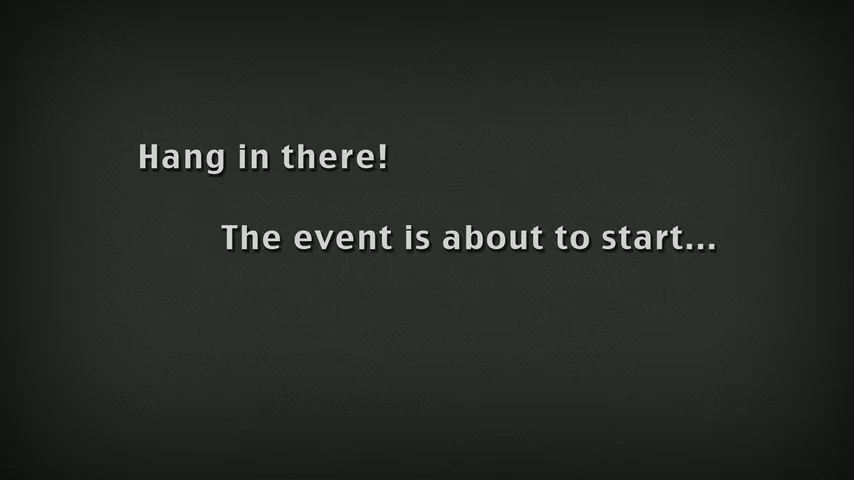 Hang in there!
The event is about to start...